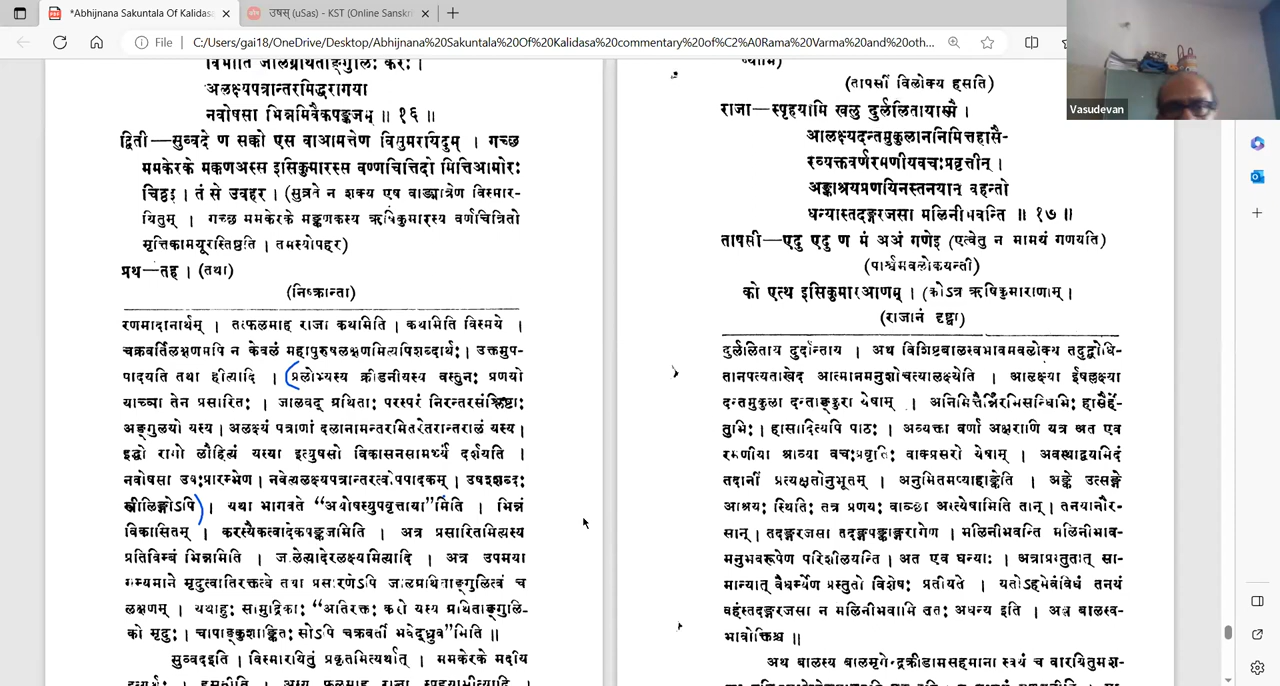 *Abhijnana Sakuntala Of Kalidasa
उषस् (uSas) - KST (Online Sanskri
File
C:/Users/gai18/OneDrive/Desktop/Abhijnana%20Sakuntala%20Of%20Kalidasa%20commentary%20of%C2%A0Rama%20Varma%20and%20oth...
Vasudevan
विभाति जालग्रथिताङ्गुलिः करः ।
अलक्ष्यपत्रान्तरमिद्धरागया
नवोषसा भिन्नमिवैकपङ्कजम् ॥ १६ ॥
द्विती—सुव्वदे ण सक्को एस वाआमत्तेण विसुमरायिदुम् । गच्छ
ममकेरके मक्कणअस्स इसिकुमारस्स वण्णचित्तिदो मित्तिआमोरः
चिट्ठइ । तं से उवहर । (सुव्रते न शक्य एष वाङ्मात्रेण विस्मार-
यितुम् । गच्छ ममकेरके मङ्कणकस्य ऋषिकुमारस्य वर्णचित्रितो
मृत्तिकामयूरस्तिष्ठति । तमस्योपहर)
प्रथ—तह । (तथा)
(निष्क्रान्ता)
रणमादानार्थम् । तत्फलमाह राजा कथमिति । कथमिति विस्मये ।
चक्रवर्तिलक्षणमपि न केवलं महापुरुषलक्षणमित्यपिशब्दार्थः । उक्तमुप-
पादयति तथा हीत्यादि । प्रलोभ्यस्य क्रीडनीयस्य वस्तुनः प्रणयो
याच्ञा तेन प्रसारितः । जालवद् ग्रथिताः परस्परं निरन्तरसंश्लिष्टाः
अङ्गुलयो यस्य । अलक्ष्यं पत्राणां दलानामन्तरमितरेतरान्तरालं यस्य ।
इद्धो रागो लौहित्यं यस्या इत्युषसो विकासनसामर्थ्यं दर्शयति ।
नवोषसा उषःप्रारम्भेण । नवेत्यलक्ष्यपत्रान्तरत्वोपपादकम् । उषश्शब्दः
स्त्रीलिङ्गोऽपि । यथा भागवते “अथोषस्युपवृत्ताया”मिति । भिन्नं
विकासितम् । करस्यैकत्वादेकपङ्कजमिति । अत्र प्रसारितमित्यस्य
प्रतिबिम्बं भिन्नमिति । जालेत्यादेरलक्ष्यमित्यादि । अत्र उपमया
गम्यमाने मृदुत्वातिरक्तत्वे तथा प्रसारणेऽपि जालग्रथिताङ्गुलित्वं च
लक्षणम् । यथाहुः सामुद्रिकाः “अतिरक्तः करो यस्य ग्रथिताङ्गुलि-
को मृदुः । चापाङ्कुशाङ्कितः सोऽपि चक्रवर्ती भवेद्ध्रुव”मिति ॥
सुव्वदइति । विस्मारयितुं प्रकृतमित्यर्थात् । ममकेरके मदीय
(तापसीं विलोक्य हसति)
राजा—स्पृहयामि खलु दुर्ललितायास्मै ।
आलक्ष्यदन्तमुकुलाननिमित्तहासै-
रव्यक्तवर्णरमणीयवचःप्रवृत्तीन् ।
अङ्काश्रयप्रणयिनस्तनयान् वहन्तो
धन्यास्तदङ्गरजसा मलिनीभवन्ति ॥ १७ ॥
तापसी—एदु एदु ण मं अअं गणेइ (एत्वेतु न मामयं गणयति)
(पार्श्वमवलोकयन्ती)
को एत्थ इसिकुमारआणम् । (कोऽत्र ऋषिकुमाराणाम् ।
(राजानं दृष्ट्वा)
दुर्ललिताय दुर्दान्ताय । अथ विशिष्टबालस्वभावमवलोक्य तदुद्बोधि-
तानपत्यताखेद आत्मानमनुशोचत्यालक्ष्येति । आलक्ष्या ईषल्लक्ष्या
दन्तमुकुला दन्ताङ्कुरा येषाम् । अनिमित्तैर्निरभिसन्धिभिः हासैर्हे-
तुभिः । हासादित्यपि पाठः । अव्यक्ता वर्णा अक्षराणि यत्र अत एव
रमणीया श्राव्या वचःप्रवृत्तिः वाक्प्रसरो येषाम् । अवस्थाद्वयमिदं
तदानीं प्रत्यक्षतोनुभूतम् । अनुमितमप्याहाङ्केति । अङ्के उत्सङ्गे
आश्रयः स्थितिः तत्र प्रणयः वाञ्छा अस्त्येषामिति तान् । तनयानौर-
सान् । तदङ्गरजसा तदङ्गपङ्काङ्गरागेण । मलिनीभवन्ति मलिनीभाव-
मनुभवरूपेण परिशीलयन्ति । अत एव धन्याः । अत्राप्रस्तुतात् सा-
मान्यात् वैधर्म्येण प्रस्तुतो विशेषः प्रतीयते । यतोऽहमेवंविधं तनयं
वहंस्तदङ्गरजसा न मलिनीभवामि ततः अधन्य इति । अत्र बालस्व-
भावोक्तिश्च ॥
अथ बालस्य बालमृगेन्द्रक्रीडामसहमाना स्वयं च वारयितुमश-